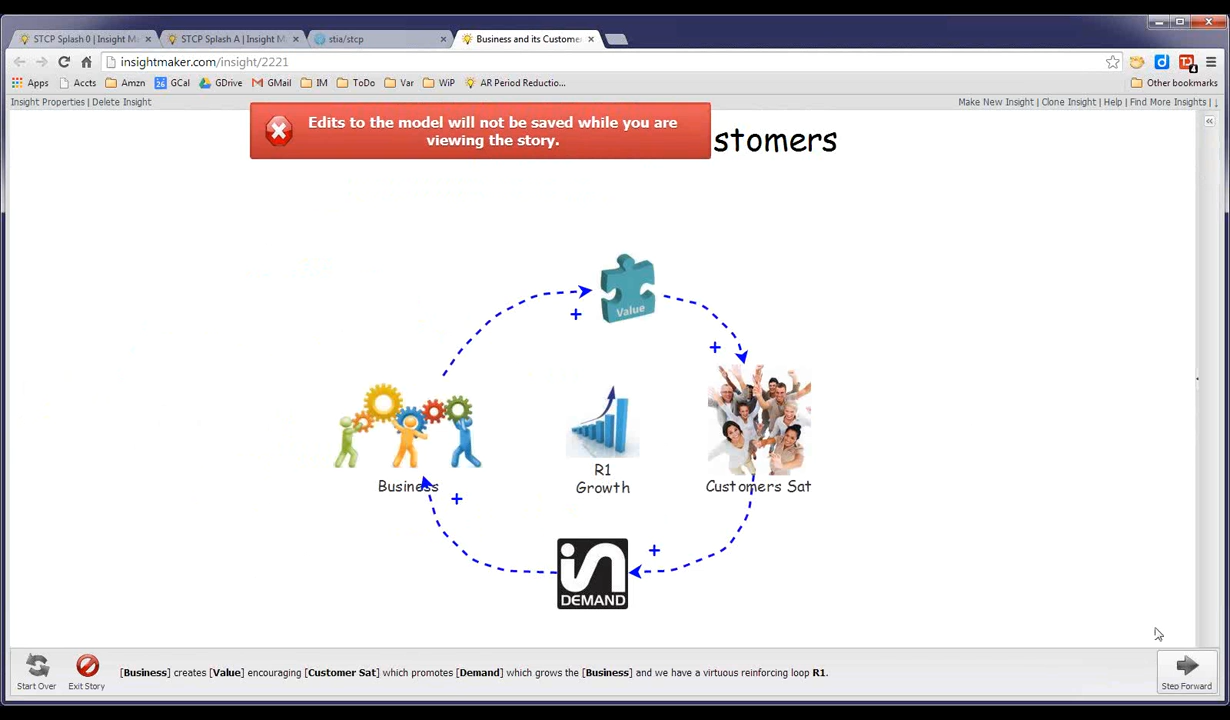 STCP Splash 0 | Insight M
STCP Splash A | Insight M
stia/stcp
Business and its Custome
insightmaker.com/insight/2221
Apps
Accts
Amzn
26 GCal
GDrive
GMail
IM
ToDo
Var
WiP
AR Period Reductio...
Other bookmarks
Insight Properties | Delete Insight
Make New Insight | Clone Insight | Help | Find More Insights |
Edits to the model will not be saved while you are
viewing the story.
stomers
Value
+
+
R1
Growth
Business
Customers Sat
+
+
in
DEMAND
Start Over
Exit Story
[Business] creates [Value] encouraging [Customer Sat] which promotes [Demand] which grows the [Business] and we have a virtuous reinforcing loop R1.
Step Forward